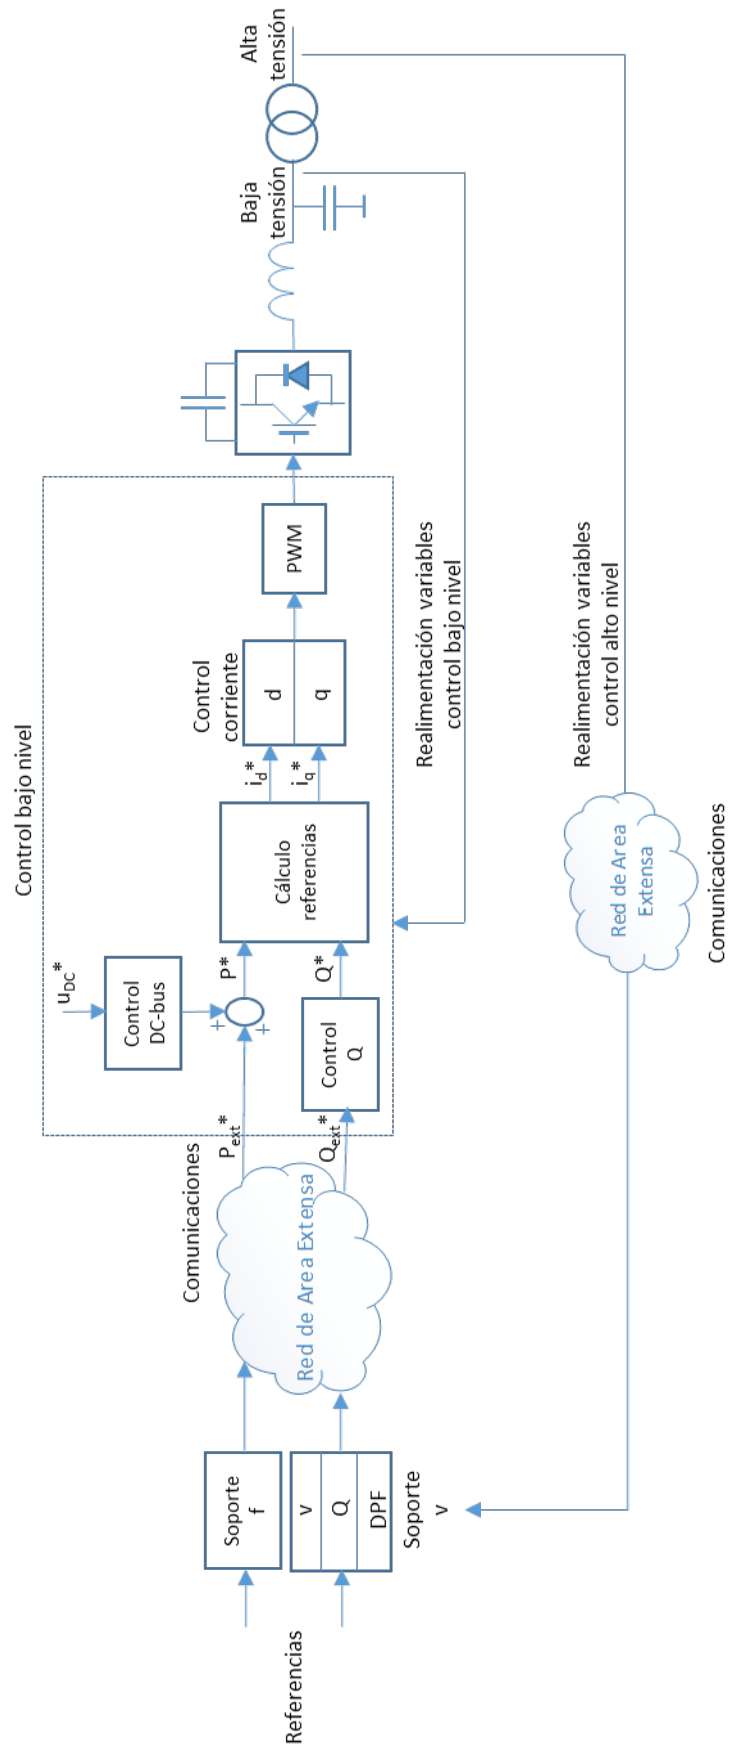 Referencias
Soporte
f
v
Q
DPF
Soporte
v
Comunicaciones
Red de Area Extensa
P_ext*
Q_ext*
Control bajo nivel
u_DC*
Control
DC-bus
+
+
Control
Q
P*
Q*
Cálculo
referencias
i_d*
i_q*
Control
corriente
d
q
PWM
Baja
tensión
Alta
tensión
Realimentación variables
control bajo nivel
Realimentación variables
control alto nivel
Red de Area
Extensa
Comunicaciones